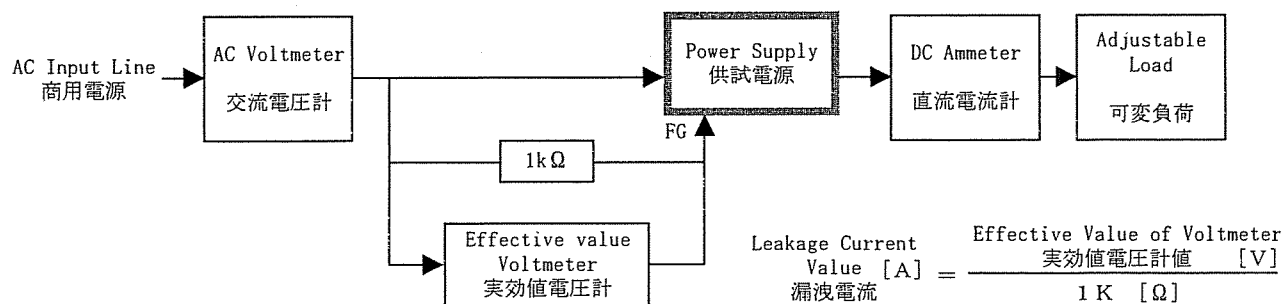 AC Input Line
商用電源
AC Voltmeter
交流電圧計
Power Supply
供試電源
DC Ammeter
直流電流計
Adjustable
Load
可変負荷
FG
1kΩ
Effective value
Voltmeter
実効値電圧計
Leakage Current
Value [A]
漏洩電流
=
Effective Value of Voltmeter
実効値電圧計値 [V]
1 K [Ω]